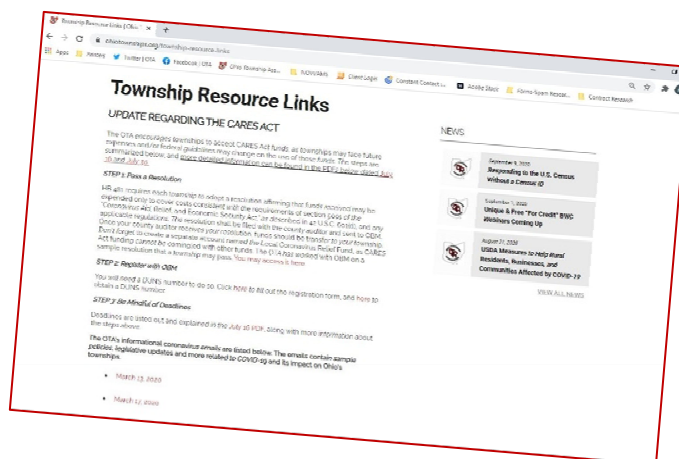 Township Resource Links | Ohio
ohiotownships.org/township-resource-links
Apps
Twitter | OTA
Facebook | OTA
Ohio Township Ass...
Event Login
Constant Contact
Adobe Stock
Contract Research
Township Resource Links
UPDATE REGARDING THE CARES ACT
The OTA encourages townships to accept CARES Act funds, as townships may face future
expenses and/or federal guidelines may change on the use of those funds. The steps are
summarized below, and more detailed information can be found in the PDFs below dated July
and July
STEP 1: Pass a Resolution
HB 481 requires each township to adopt a resolution affirming that funds received may be
expended only to cover costs consistent with the requirements of section of the
"Coronavirus Aid, Relief, and Economic Security Act," as described in 42 U.S.C. and any
applicable regulations. The resolution shall be filed with the county auditor and sent to OBM.
Once your county auditor receives your resolution, funds should be transfer to your township.
Don't forget to create a separate account named the Local Coronavirus Relief Fund, as CARES
Act funding cannot be comingled with other funds. The OTA has worked with OBM on a
sample resolution that a township may pass. You may access is here
STEP 2: Register with OBM
You will need a DUNS number to do so. Click here to fill out the registration form, and here to
obtain a DUNS number
STEP 3: Be Mindful of Deadlines
Deadlines are listed out and explained in the July 16 PDF, along with more information about
the steps above.
The OTA's informational coronavirus emails are listed below. The emails contain sample
policies, legislative updates and more related to COVID-19 and its impact on Ohio's
townships.
March 13, 2020
March 17, 2020
NEWS
September 9, 2020
Responding to the U.S. Census
Without a Census ID
September 1, 2020
Unique & Free "For Credit" BWC
Webinars Coming Up
August 31, 2020
USDA Measures to Help Rural
Residents, Businesses, and
Communities Affected by COVID-19
VIEW ALL NEWS